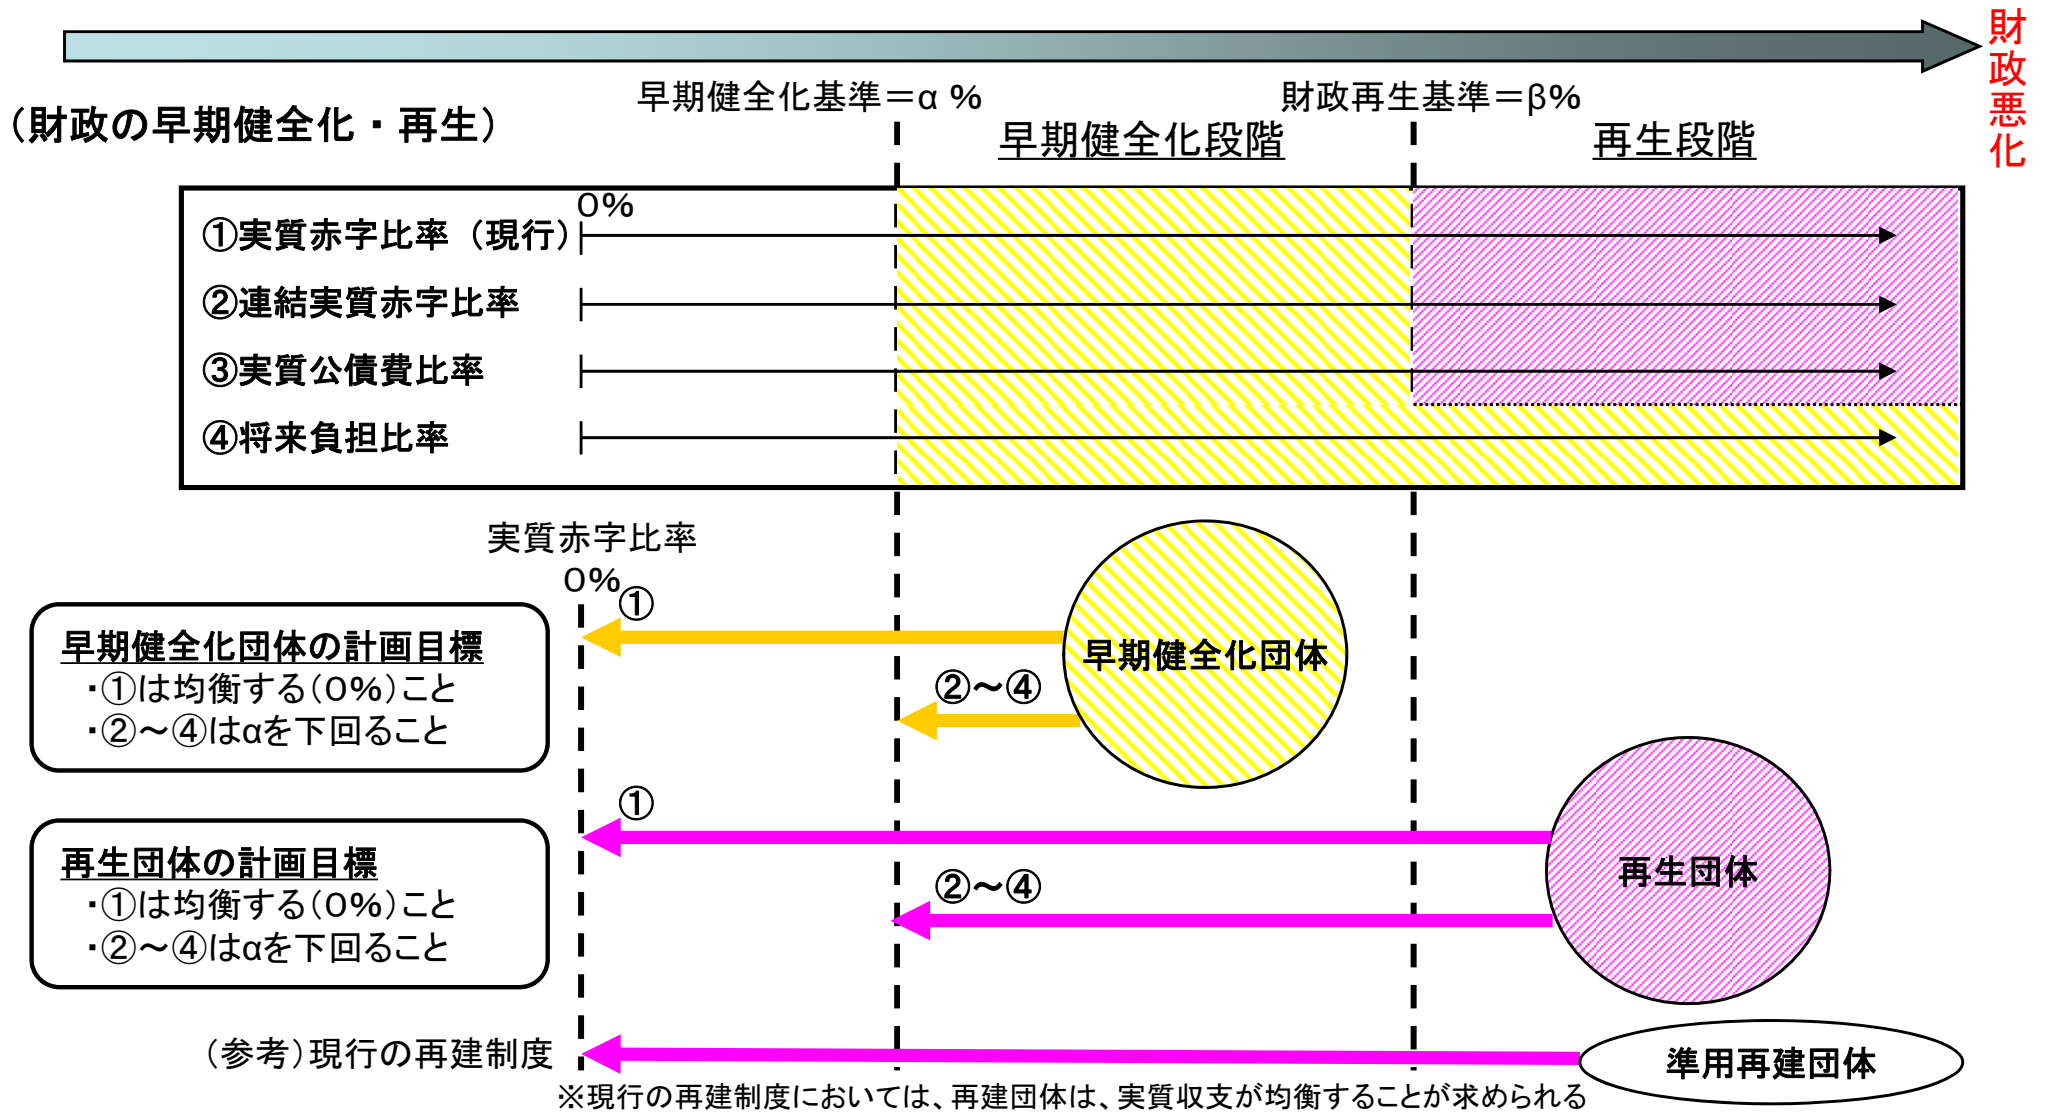 財政悪化
早期健全化基準＝α %
財政再生基準＝β%
（財政の早期健全化・再生）
早期健全化段階
再生段階
0%
①実質赤字比率（現行）
②連結実質赤字比率
③実質公債費比率
④将来負担比率
実質赤字比率
0%
①
早期健全化団体の計画目標
・①は均衡する（0%）こと
・②～④はαを下回ること
早期健全化団体
②～④
①
再生団体の計画目標
・①は均衡する（0%）こと
・②～④はαを下回ること
再生団体
②～④
（参考）現行の再建制度
準用再建団体
※現行の再建制度においては、再建団体は、実質収支が均衡することが求められる